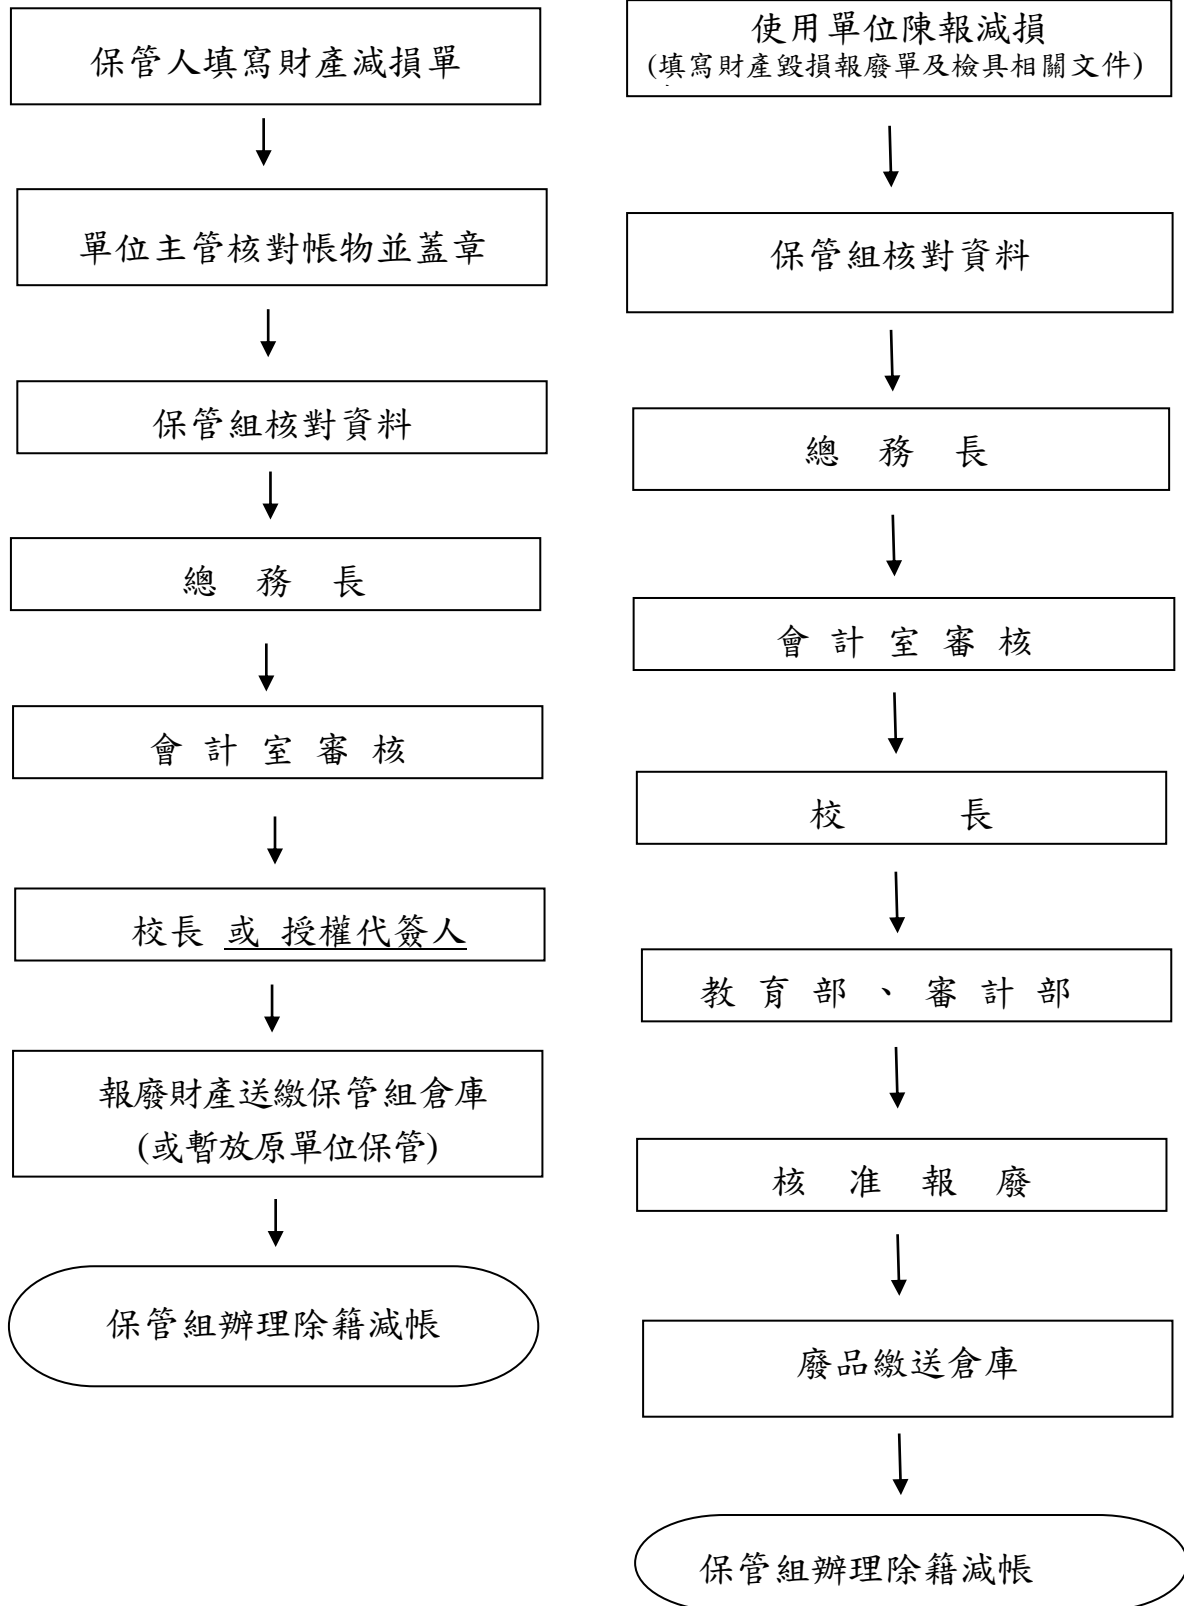 保管人填寫財產減損單
單位主管核對帳物並蓋章
保管組核對資料
總 務 長
會 計 室 審 核
校長 或 授權代簽人
報廢財產送繳保管組倉庫
(或暫放原單位保管)
保管組辦理除籍減帳
使用單位陳報減損
(填寫財產毀損報廢單及檢具相關文件)
保管組核對資料
總 務 長
會 計 室 審 核
校 長
教 育 部 、 審 計 部
核 准 報 廢
廢品繳送倉庫
保管組辦理除籍減帳